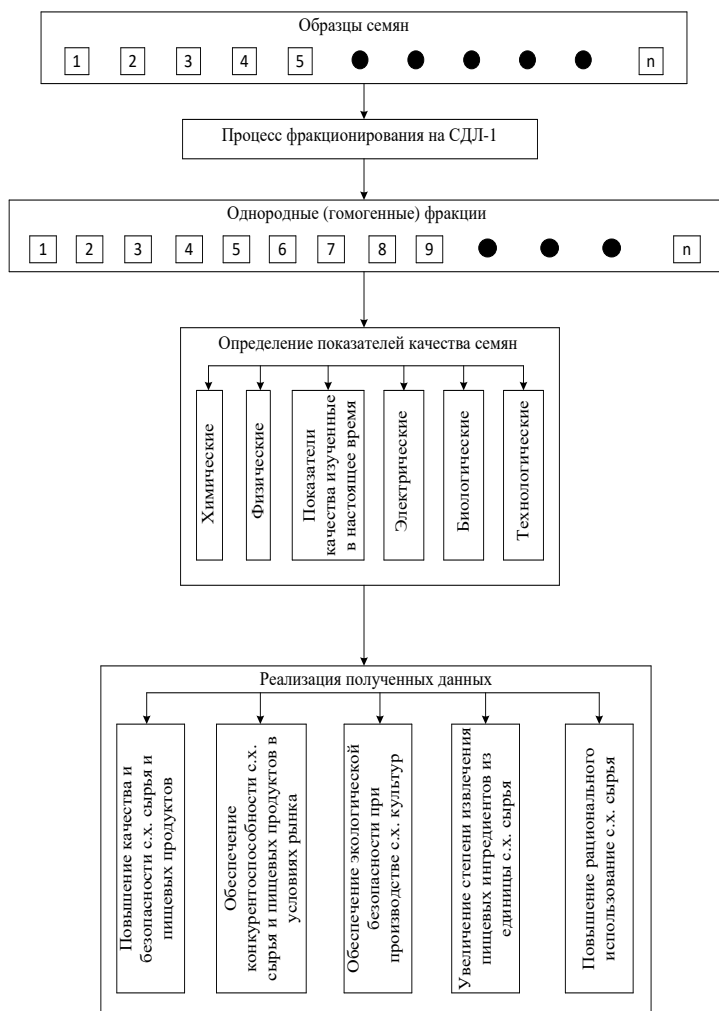 Образцы семян
1 2 3 4 5 n
Процесс фракционирования на СДЛ-1
Однородные (гомогенные) фракции
1 2 3 4 5 6 7 8 9 n
Определение показателей качества семян
Химические
Физические
Показатели
качества изученные
в настоящее время
Электрические
Биологические
Технологические
Реализация полученных данных
Повышение качества и
безопасности с.х. сырья и
пищевых продуктов
Обеспечение
конкурентоспособности с.х.
сырья и пищевых продуктов в
условиях рынка
Обеспечение экологической
безопасности при
производстве с.х. культур
Увеличение степени извлечения
пищевых ингредиентов из
единицы с.х. сырья
Повышение рационального
использование с.х. сырья